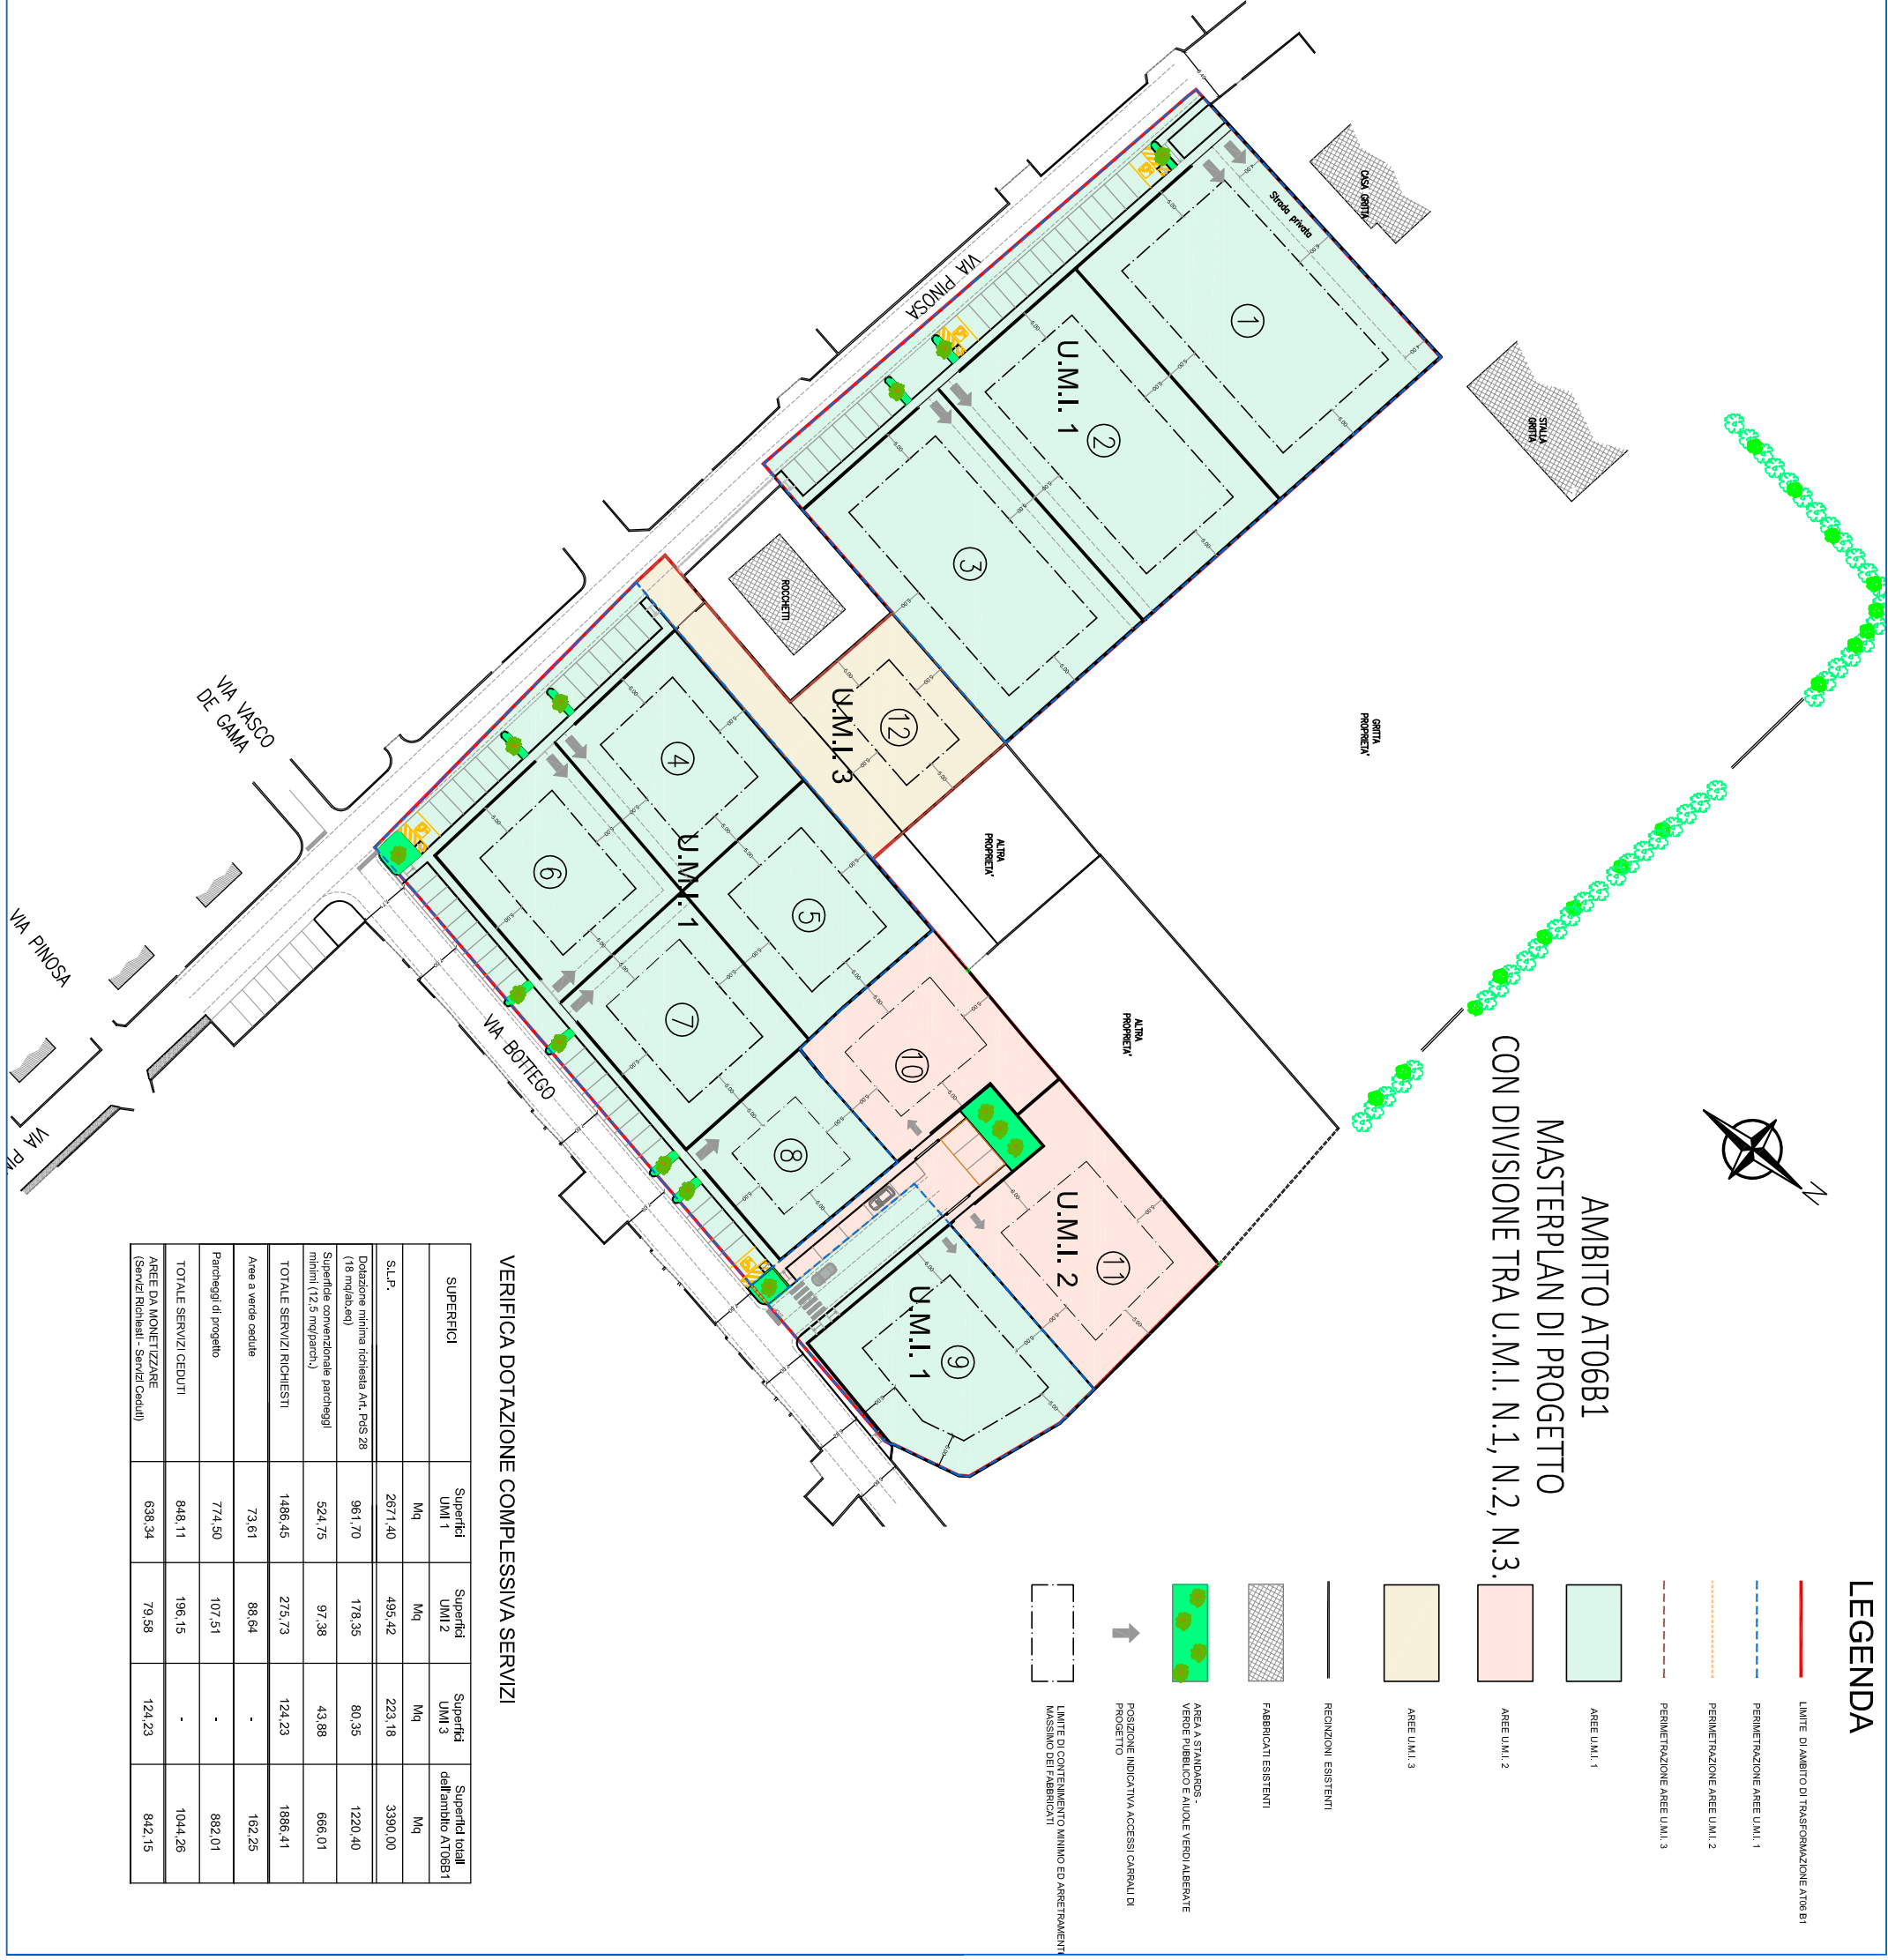 AMBITO AT06B1
MASTERPLAN DI PROGETTO
CON DIVISIONE TRA U.M.I. N.1, N.2, N.3.
LEGENDA
LIMITE DI AMBITO DI TRASFORMAZIONE AT06 B1
PERIMETRAZIONE AREE U.M.I. 1
PERIMETRAZIONE AREE U.M.I. 2
PERIMETRAZIONE AREE U.M.I. 3
AREE U.M.I. 1
AREE U.M.I. 2
AREE U.M.I. 3
RECINZIONI ESISTENTI
FABBRICATI ESISTENTI
AREA A STANDARDS -
VERDE PUBBLICO E AIUOLE VERDI ALBERATE
POSIZIONE INDICATIVA ACCESSI CARRALI DI
PROGETTO
LIMITE DI CONTENIMENTO MINIMO ED ARRETRAMENTO
MASSIMO DEI FABBRICATI
N
CASA GRITTA
STALLA
GRITTA
Strada privata
GRITTA
PROPRIETA'
ALTRA
PROPRIETA'
ALTRA
PROPRIETA'
ROCCHETTI
VIA PINOSA
VIA VASCO
DE GAMA
VIA BOTTEGO
VIA PINOSA
VIA
PIN
U.M.I. 1
U.M.I. 3
U.M.I. 1
U.M.I. 2
U.M.I. 1
1
2
3
12
4
5
6
7
8
10
11
9
VERIFICA DOTAZIONE COMPLESSIVA SERVIZI
SUPERFICI Superfici UMI 1 Superfici UMI 2 Superfici UMI 3 Superfici totali dell'ambito AT06B1
Mq Mq Mq Mq
S.L.P. 2671,40 495,42 223,18 3390,00
Dotazione minima richiesta Art. PdS 28 (18 mq/ab.eq) 961,70 178,35 80,35 1220,40
Superficie convenzionale parcheggi minimi (12,5 mq/parch.) 524,75 97,38 43,88 666,01
TOTALE SERVIZI RICHIESTI 1486,45 275,73 124,23 1886,41
Aree a verde cedute 73,61 88,64 - 162,25
Parcheggi di progetto 774,50 107,51 - 882,01
TOTALE SERVIZI CEDUTI 848,11 196,15 - 1044,26
AREE DA MONETIZZARE (Servizi Richiesti - Servizi Ceduti) 638,34 79,58 124,23 842,15